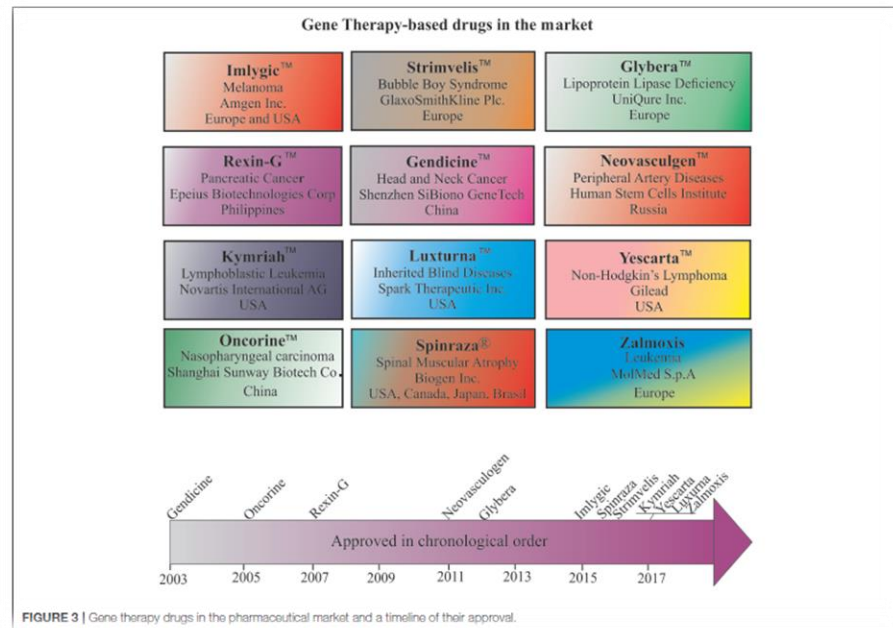 Gene Therapy-based drugs in the market
Imlygic™
Melanoma
Amgen Inc.
Europe and USA
Strimvelis™
Bubble Boy Syndrome
GlaxoSmithKline Plc.
Europe
Glybera™
Lipoprotein Lipase Deficiency
UniQure Inc.
Europe
Rexin-G™
Pancreatic Cancer
Epeius Biotechnologies Corp
Philippines
Gendicine™
Head and Neck Cancer
Shenzhen SiBiono GeneTech
China
Neovasculgen™
Peripheral Artery Diseases
Human Stem Cells Institute
Russia
Kymriah™
Lymphoblastic Leukemia
Novartis International AG
USA
Luxturna™
Inherited Blind Diseases
Spark Therapeutic Inc.
USA
Yescarta™
Non-Hodgkin's Lymphoma
Gilead
USA
Oncorine™
Nasopharyngeal carcinoma
Shanghai Sunway Biotech Co.
China
Spinraza®
Spinal Muscular Atrophy
Biogen Inc.
USA, Canada, Japan, Brasil
Zalmoxis
Leukemia
MolMed S.p.A
Europe
Gendicine
Oncorine
Rexin-G
Neovasculogen
Glybera
Imlygic
Spinraza
Strimvelis
Kymriah
Yescarta
Luxurna
Zalmoxis
Approved in chronological order
2003
2005
2007
2009
2011
2013
2015
2017
FIGURE 3 | Gene therapy drugs in the pharmaceutical market and a timeline of their approval.